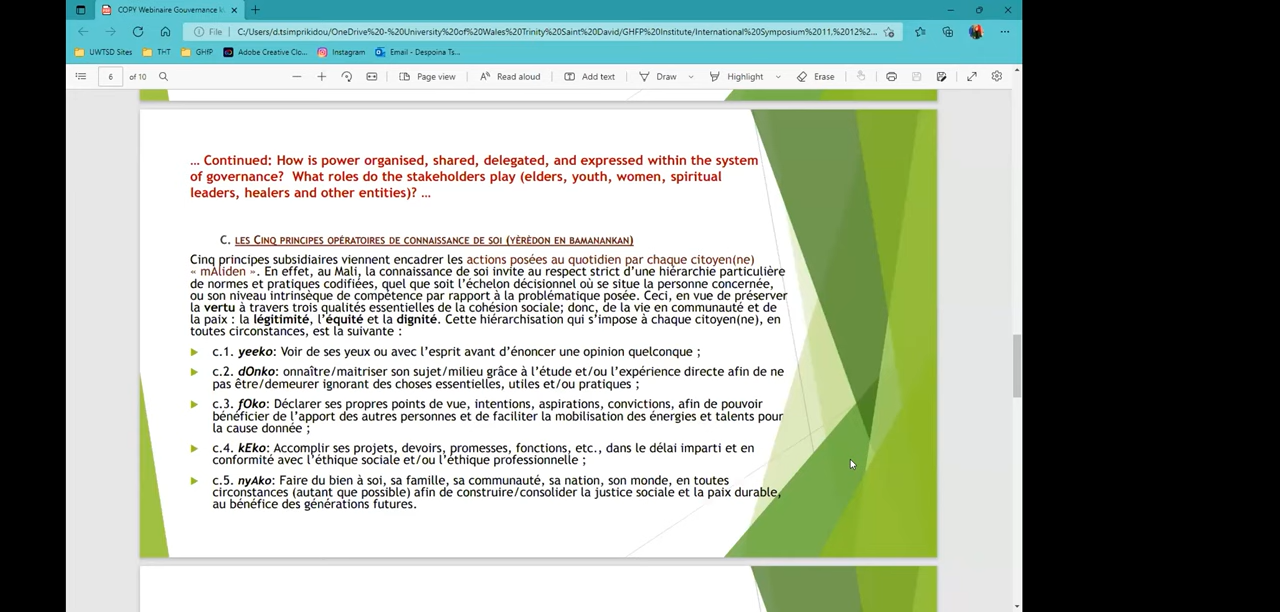 COPY Webinaire Gouvernance k
File C:/Users/d.tsimprikidou/OneDrive%20-%20University%20of%20Wales%20Trinity%20Saint%20David/GHFP%20Institute/International%20Symposium%2011,%2012%2...
UWTSD Sites THT GHIP Adobe Creative Clo... Instagram Email - Despoina Ts...
6 of 10 Page view Read aloud Add text Draw Highlight Erase
… Continued: How is power organised, shared, delegated, and expressed within the system
of governance? What roles do the stakeholders play (elders, youth, women, spiritual
leaders, healers and other entities)? …
C. LES CINQ PRINCIPES OPÉRATOIRES DE CONNAISSANCE DE SOI (YÈRÈDON EN BAMANANKAN)
Cinq principes subsidiaires viennent encadrer les actions posées au quotidien par chaque citoyen(ne)
« mAliden ». En effet, au Mali, la connaissance de soi invite au respect strict d’une hiérarchie particulière
de normes et pratiques codifiées, quel que soit l’échelon décisionnel où se situe la personne concernée,
ou son niveau intrinsèque de compétence par rapport à la problématique posée. Ceci, en vue de préserver
la vertu à travers trois qualités essentielles de la cohésion sociale; donc, de la vie en communauté et de
la paix : la légitimité, l’équité et la dignité. Cette hiérarchisation qui s’impose à chaque citoyen(ne), en
toutes circonstances, est la suivante :
c.1. yeeko: Voir de ses yeux ou avec l’esprit avant d’énoncer une opinion quelconque ;
c.2. dOnko: onnaître/maitriser son sujet/milieu grâce à l’étude et/ou l’expérience directe afin de ne
pas être/demeurer ignorant des choses essentielles, utiles et/ou pratiques ;
c.3. fOko: Déclarer ses propres points de vue, intentions, aspirations, convictions, afin de pouvoir
bénéficier de l’apport des autres personnes et de faciliter la mobilisation des énergies et talents pour
la cause donnée ;
c.4. kEko: Accomplir ses projets, devoirs, promesses, fonctions, etc., dans le délai imparti et en
conformité avec l’éthique sociale et/ou l’éthique professionnelle ;
c.5. nyAko: Faire du bien à soi, sa famille, sa communauté, sa nation, son monde, en toutes
circonstances (autant que possible) afin de construire/consolider la justice sociale et la paix durable,
au bénéfice des générations futures.